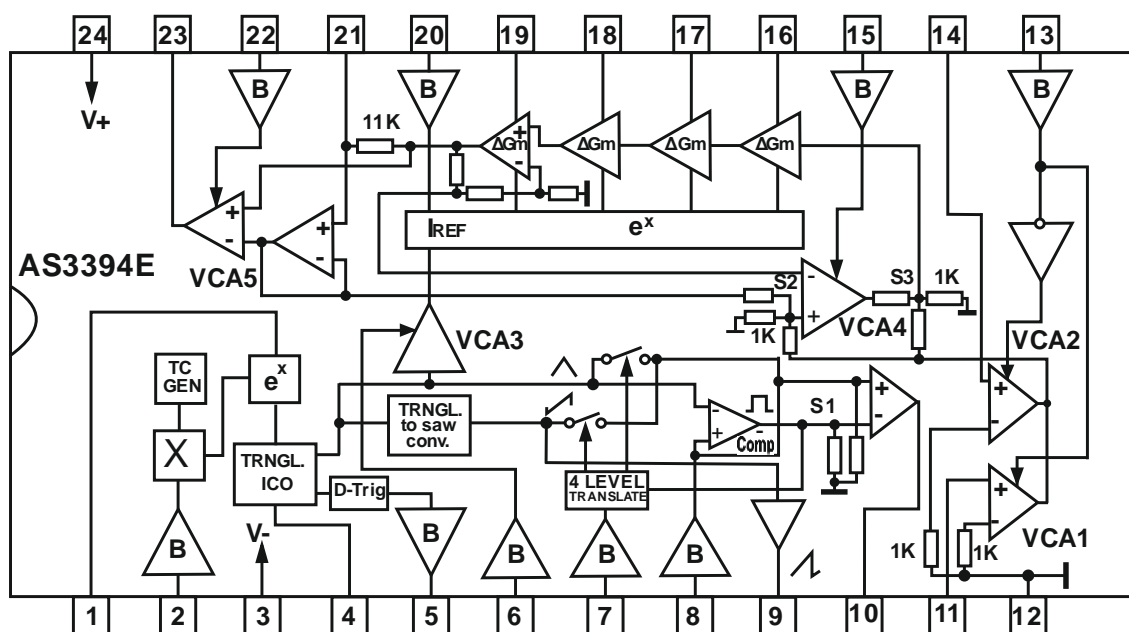 24 23 22 21 20 19 18 17 16 15 14 13
B B B B
V+
11K
ΔGm ΔGm ΔGm ΔGm
+
-
+
-
+
-
IREF e^x
AS3394E
VCA5
-
+
S2 S3 1K
1K
VCA4
VCA3
VCA2
TC
GEN
e^x
TRNGL.
to saw
conv.
-
+
-
Comp
S1
+
-
+
-
X
TRNGL.
ICO
D-Trig
4 LEVEL
TRANSLATE
+
-
V-
B B B B B
1K 1K
VCA1
1 2 3 4 5 6 7 8 9 10 11 12